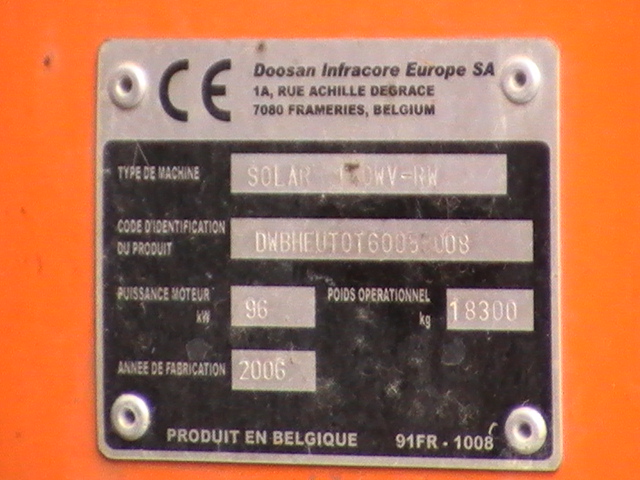 CE
Doosan Infracore Europe SA
1A, RUE ACHILLE DEGRACE
7080 FRAMERIES, BELGIUM
TYPE DE MACHINE SOLAR
CODE D'IDENTIFICATION
DU PRODUIT
PUISSANCE MOTEUR 96 POIDS OPERATIONNEL 18300
kW kg
ANNEE DE FABRICATION 2006
PRODUIT EN BELGIQUE 91FR - 1008